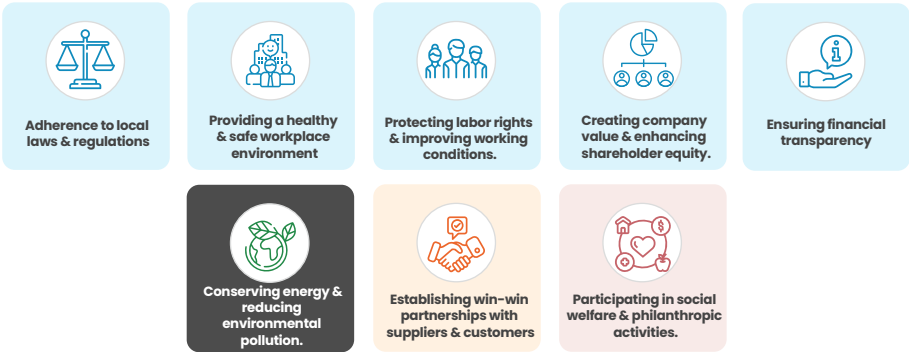 Adherence to local
laws & regulations
Providing a healthy
& safe workplace
environment
Protecting labor rights
& improving working
conditions.
Creating company
value & enhancing
shareholder equity.
Ensuring financial
transparency
Conserving energy &
reducing
environmental
pollution.
Establishing win-win
partnerships with
suppliers & customers
Participating in social
welfare & philanthropic
activities.